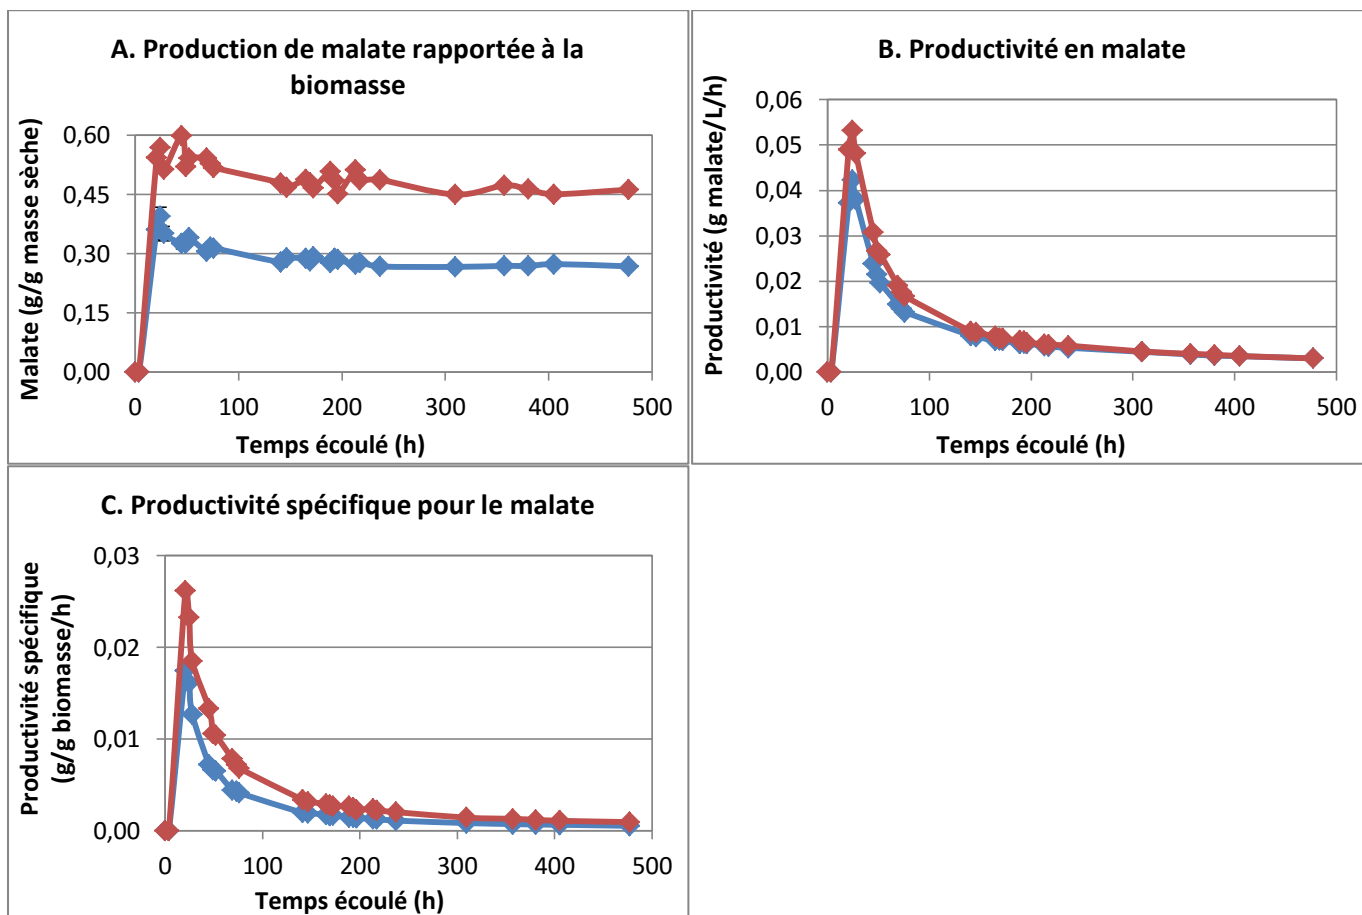 A. Production de malate rapportée à la
biomasse
Malate (g/g masse sèche)
0,60
0,45
0,30
0,15
0,00
0 100 200 300 400 500
Temps écoulé (h)
B. Productivité en malate
Productivité (g malate/L/h)
0,06
0,05
0,04
0,03
0,02
0,01
0,00
0 100 200 300 400 500
Temps écoulé (h)
C. Productivité spécifique pour le malate
Productivité spécifique
(g/g biomasse/h)
0,03
0,02
0,01
0,00
0 100 200 300 400 500
Temps écoulé (h)